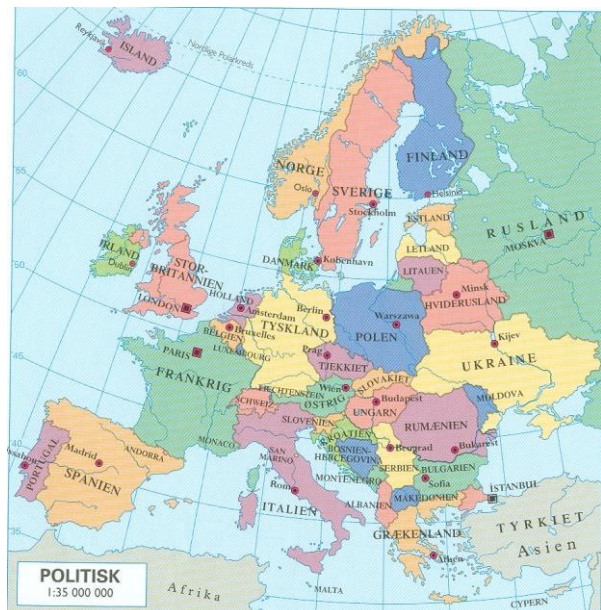 Reykjavik
ISLAND
Nordlige Polarkreds
60
55
50
45
40
35
NORGE
Oslo
SVERIGE
Stockholm
FINLAND
Helsinki
ESTLAND
LETLAND
LITAUEN
RUSLAND
MOSKVA
IRLAND
Dublin
STOR-
BRITANNIEN
LONDON
DANMARK
København
HOLLAND
Amsterdam
BELGIEN
Bruxelles
LUXEMBOURG
Berlin
TYSKLAND
Warszawa
POLEN
Minsk
HVIDERUSLAND
Kijev
UKRAINE
MOLDOVA
PARIS
FRANKRIG
Prag
TJEKKIET
SLOVAKIET
LIECHTENSTEIN
Wien
ØSTRIG
SCHWEIZ
Budapest
UNGARN
SLOVENIEN
KROATIEN
BOSNIEN-
HERCEGOVINA
Beograd
SERBIEN
MONTENEGRO
RUMÆNIEN
Bukarest
BULGARIEN
Sofia
MAKEDONIEN
ALBANIEN
GRÆKENLAND
Athen
ISTANBUL
TYRKIET
Asien
MONACO
SAN
MARINO
Rom
ITALIEN
ANDORRA
Madrid
SPANIEN
PORTUGAL
MALTA
CYPERN
Afrika
POLITISK
1:35 000 000